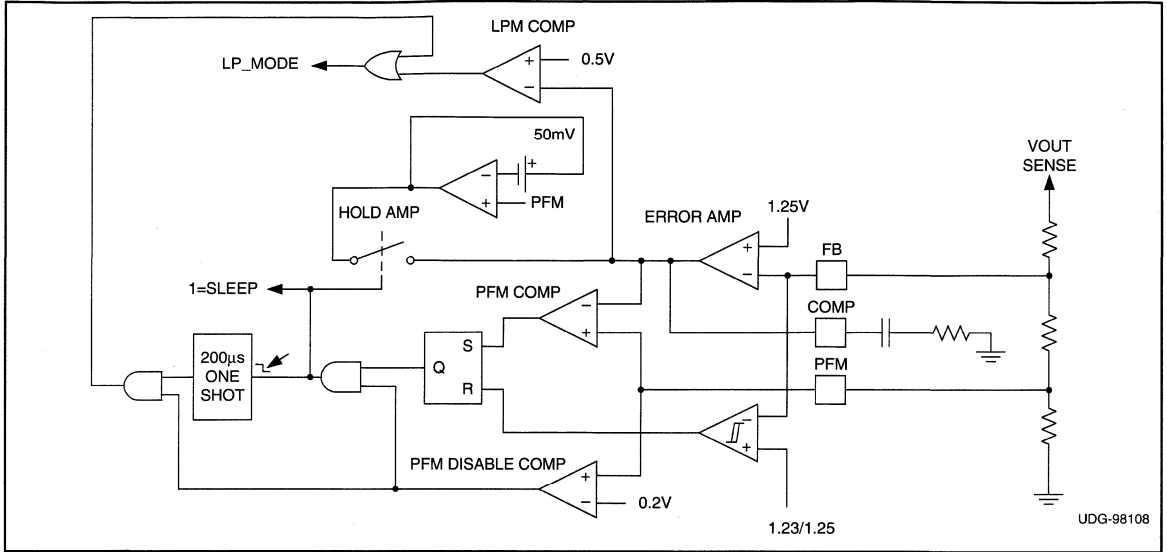 LPM COMP
LP_MODE
+
0.5V
−
50mV
+
−
+
PFM
HOLD AMP
VOUT
SENSE
ERROR AMP
1.25V
+
−
FB
1=SLEEP
PFM COMP
−
+
COMP
200µs
ONE
SHOT
S
Q
R
PFM
−
+
PFM DISABLE COMP
+
−
0.2V
1.23/1.25
UDG-98108